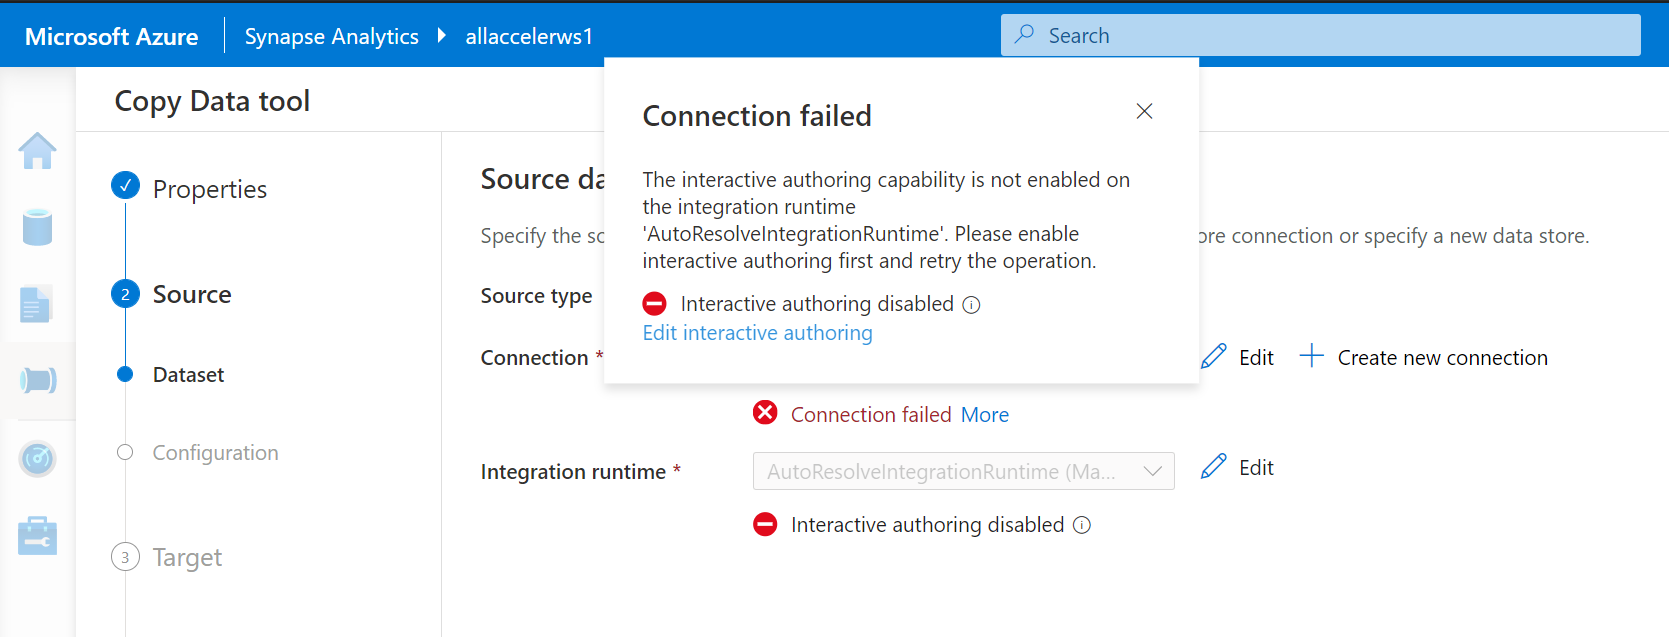 Microsoft Azure
Synapse Analytics
allaccelerws1
Search
Copy Data tool
Properties
2
Source
Dataset
Configuration
3
Target
Source da
Specify the so
ore connection or specify a new data store.
Source type
Connection *
Edit
Create new connection
Connection failed
The interactive authoring capability is not enabled on
the integration runtime
'AutoResolveIntegrationRuntime'. Please enable
interactive authoring first and retry the operation.
Interactive authoring disabled
Edit interactive authoring
Connection failed More
Integration runtime *
AutoResolveIntegrationRuntime (Ma...
Edit
Interactive authoring disabled